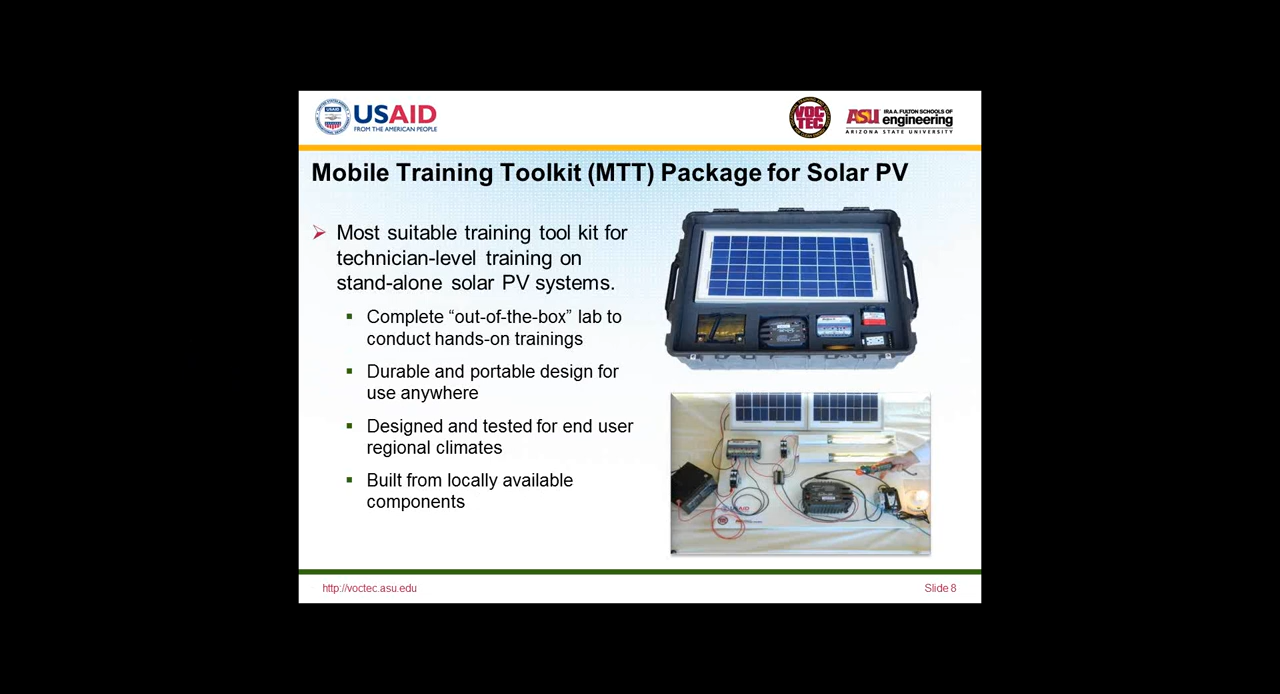 USAID
FROM THE AMERICAN PEOPLE
VOC
TEC
ASU
IRA A. FULTON SCHOOLS OF
engineering
ARIZONA STATE UNIVERSITY
Mobile Training Toolkit (MTT) Package for Solar PV
Most suitable training tool kit for
technician-level training on
stand-alone solar PV systems.
Complete “out-of-the-box” lab to
conduct hands-on trainings
Durable and portable design for
use anywhere
Designed and tested for end user
regional climates
Built from locally available
components
USAID
http://voctec.asu.edu
Slide 8